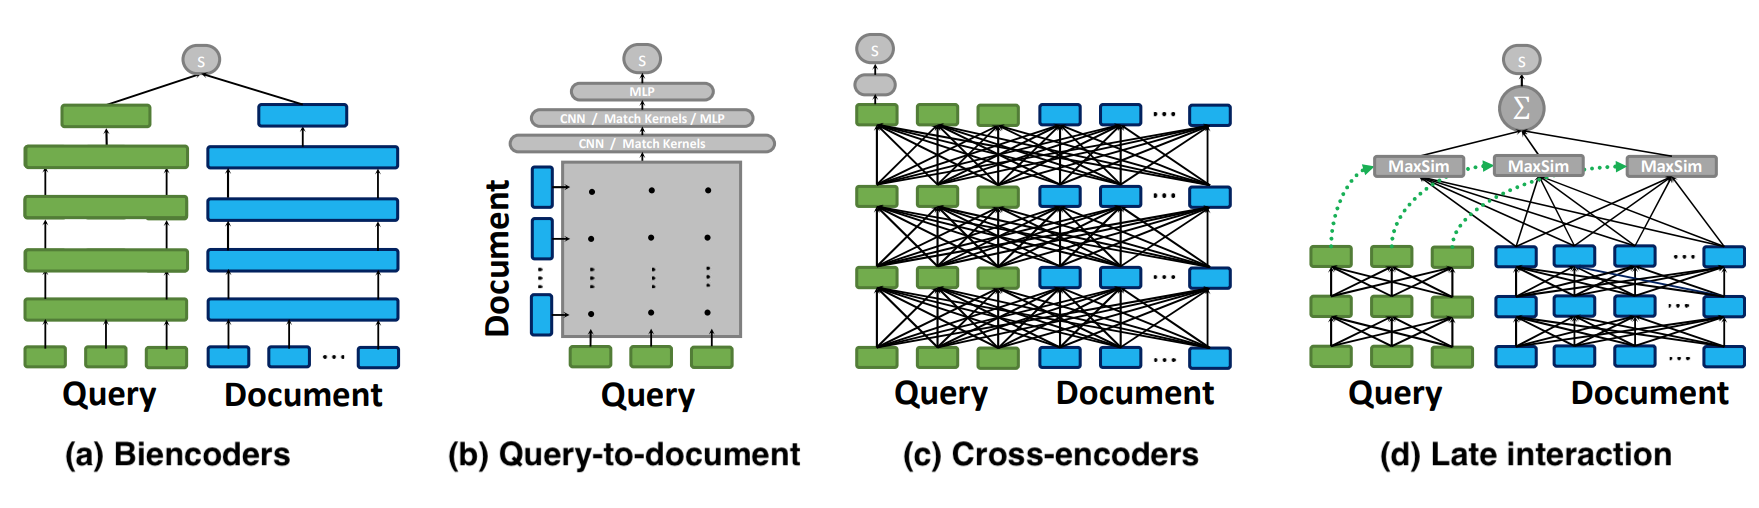 S
Query
Document
(a) Biencoders
S
MLP
CNN / Match Kernels / MLP
CNN / Match Kernels
Document
Query
(b) Query-to-document
S
Query
Document
(c) Cross-encoders
S
Σ
MaxSim
MaxSim
MaxSim
Query
Document
(d) Late interaction